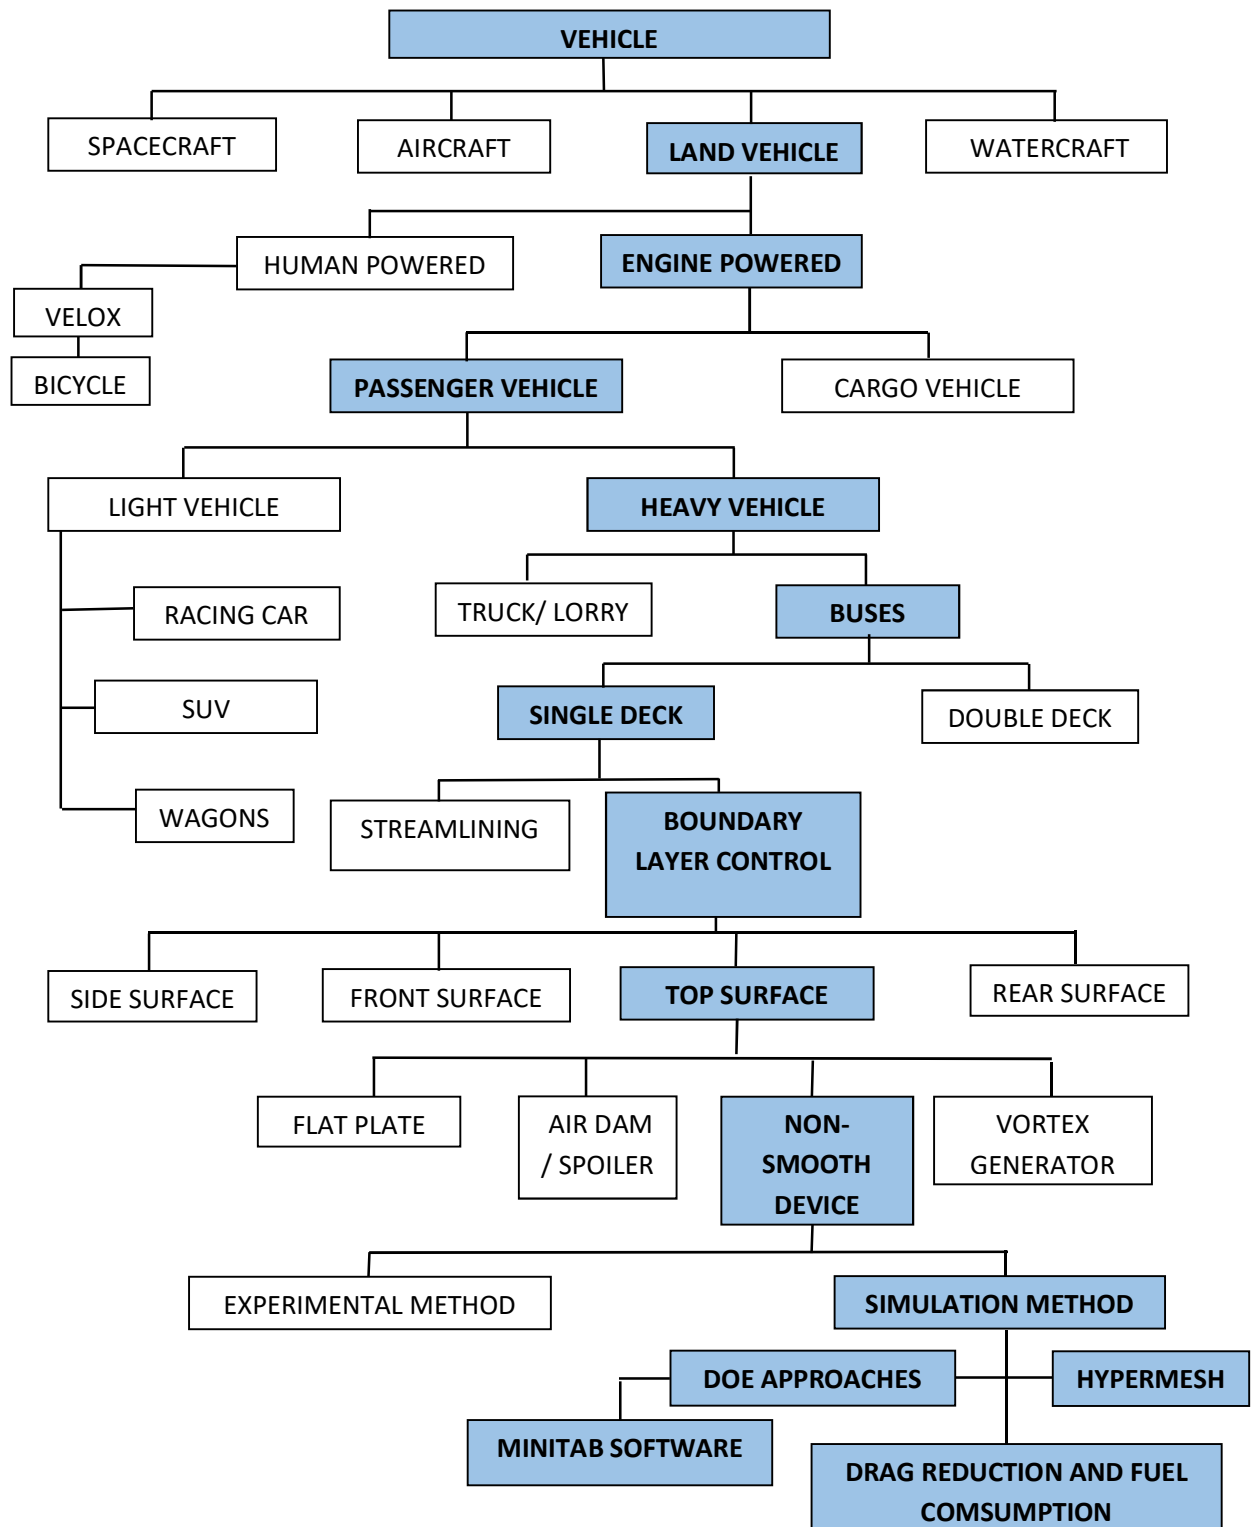 VEHICLE
SPACECRAFT
AIRCRAFT
LAND VEHICLE
WATERCRAFT
HUMAN POWERED
ENGINE POWERED
VELOX
BICYCLE
PASSENGER VEHICLE
CARGO VEHICLE
LIGHT VEHICLE
HEAVY VEHICLE
RACING CAR
TRUCK/ LORRY
BUSES
SUV
SINGLE DECK
DOUBLE DECK
WAGONS
STREAMLINING
BOUNDARY
LAYER CONTROL
SIDE SURFACE
FRONT SURFACE
TOP SURFACE
REAR SURFACE
FLAT PLATE
AIR DAM
/ SPOILER
NON-
SMOOTH
DEVICE
VORTEX
GENERATOR
EXPERIMENTAL METHOD
SIMULATION METHOD
DOE APPROACHES
HYPERMESH
MINITAB SOFTWARE
DRAG REDUCTION AND FUEL
COMSUMPTION